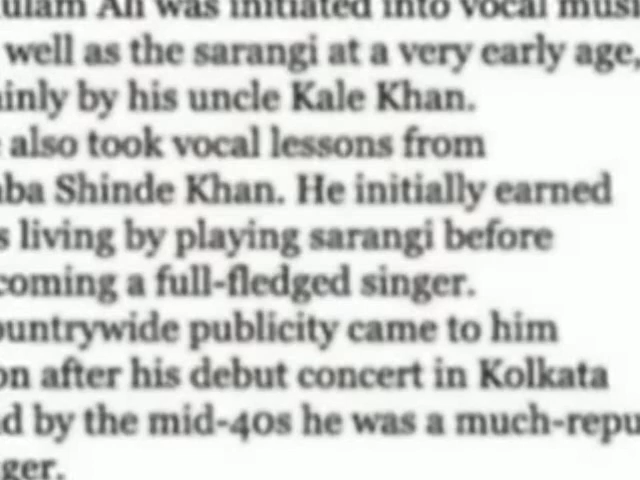 ulam Ali was initiated into vocal musi
well as the sarangi at a very early age,
inly by his uncle Kale Khan.
also took vocal lessons from
ba Shinde Khan. He initially earned
s living by playing sarangi before
coming a full-fledged singer.
ountrywide publicity came to him
on after his debut concert in Kolkata
d by the mid-40s he was a much-repu
ger.